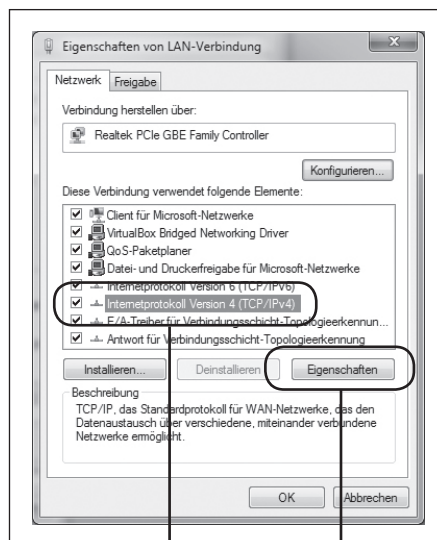 Eigenschaften von LAN-Verbindung
Netzwerk Freigabe
Verbindung herstellen über:
Realtek PCIe GBE Family Controller
Konfigurieren...
Diese Verbindung verwendet folgende Elemente:
Client für Microsoft-Netzwerke
VirtualBox Bridged Networking Driver
QoS-Paketplaner
Datei- und Druckerfreigabe für Microsoft-Netzwerke
Internetprotokoll Version 6 (TCP/IPv6)
Internetprotokoll Version 4 (TCP/IPv4)
E/A-Treiber für Verbindungsschicht-Topologieerkennun...
Antwort für Verbindungsschicht-Topologieerkennung
Installieren... Deinstallieren Eigenschaften
Beschreibung
TCP/IP, das Standardprotokoll für WAN-Netzwerke, das den
Datenaustausch über verschiedene, miteinander verbundene
Netzwerke ermöglicht.
OK Abbrechen